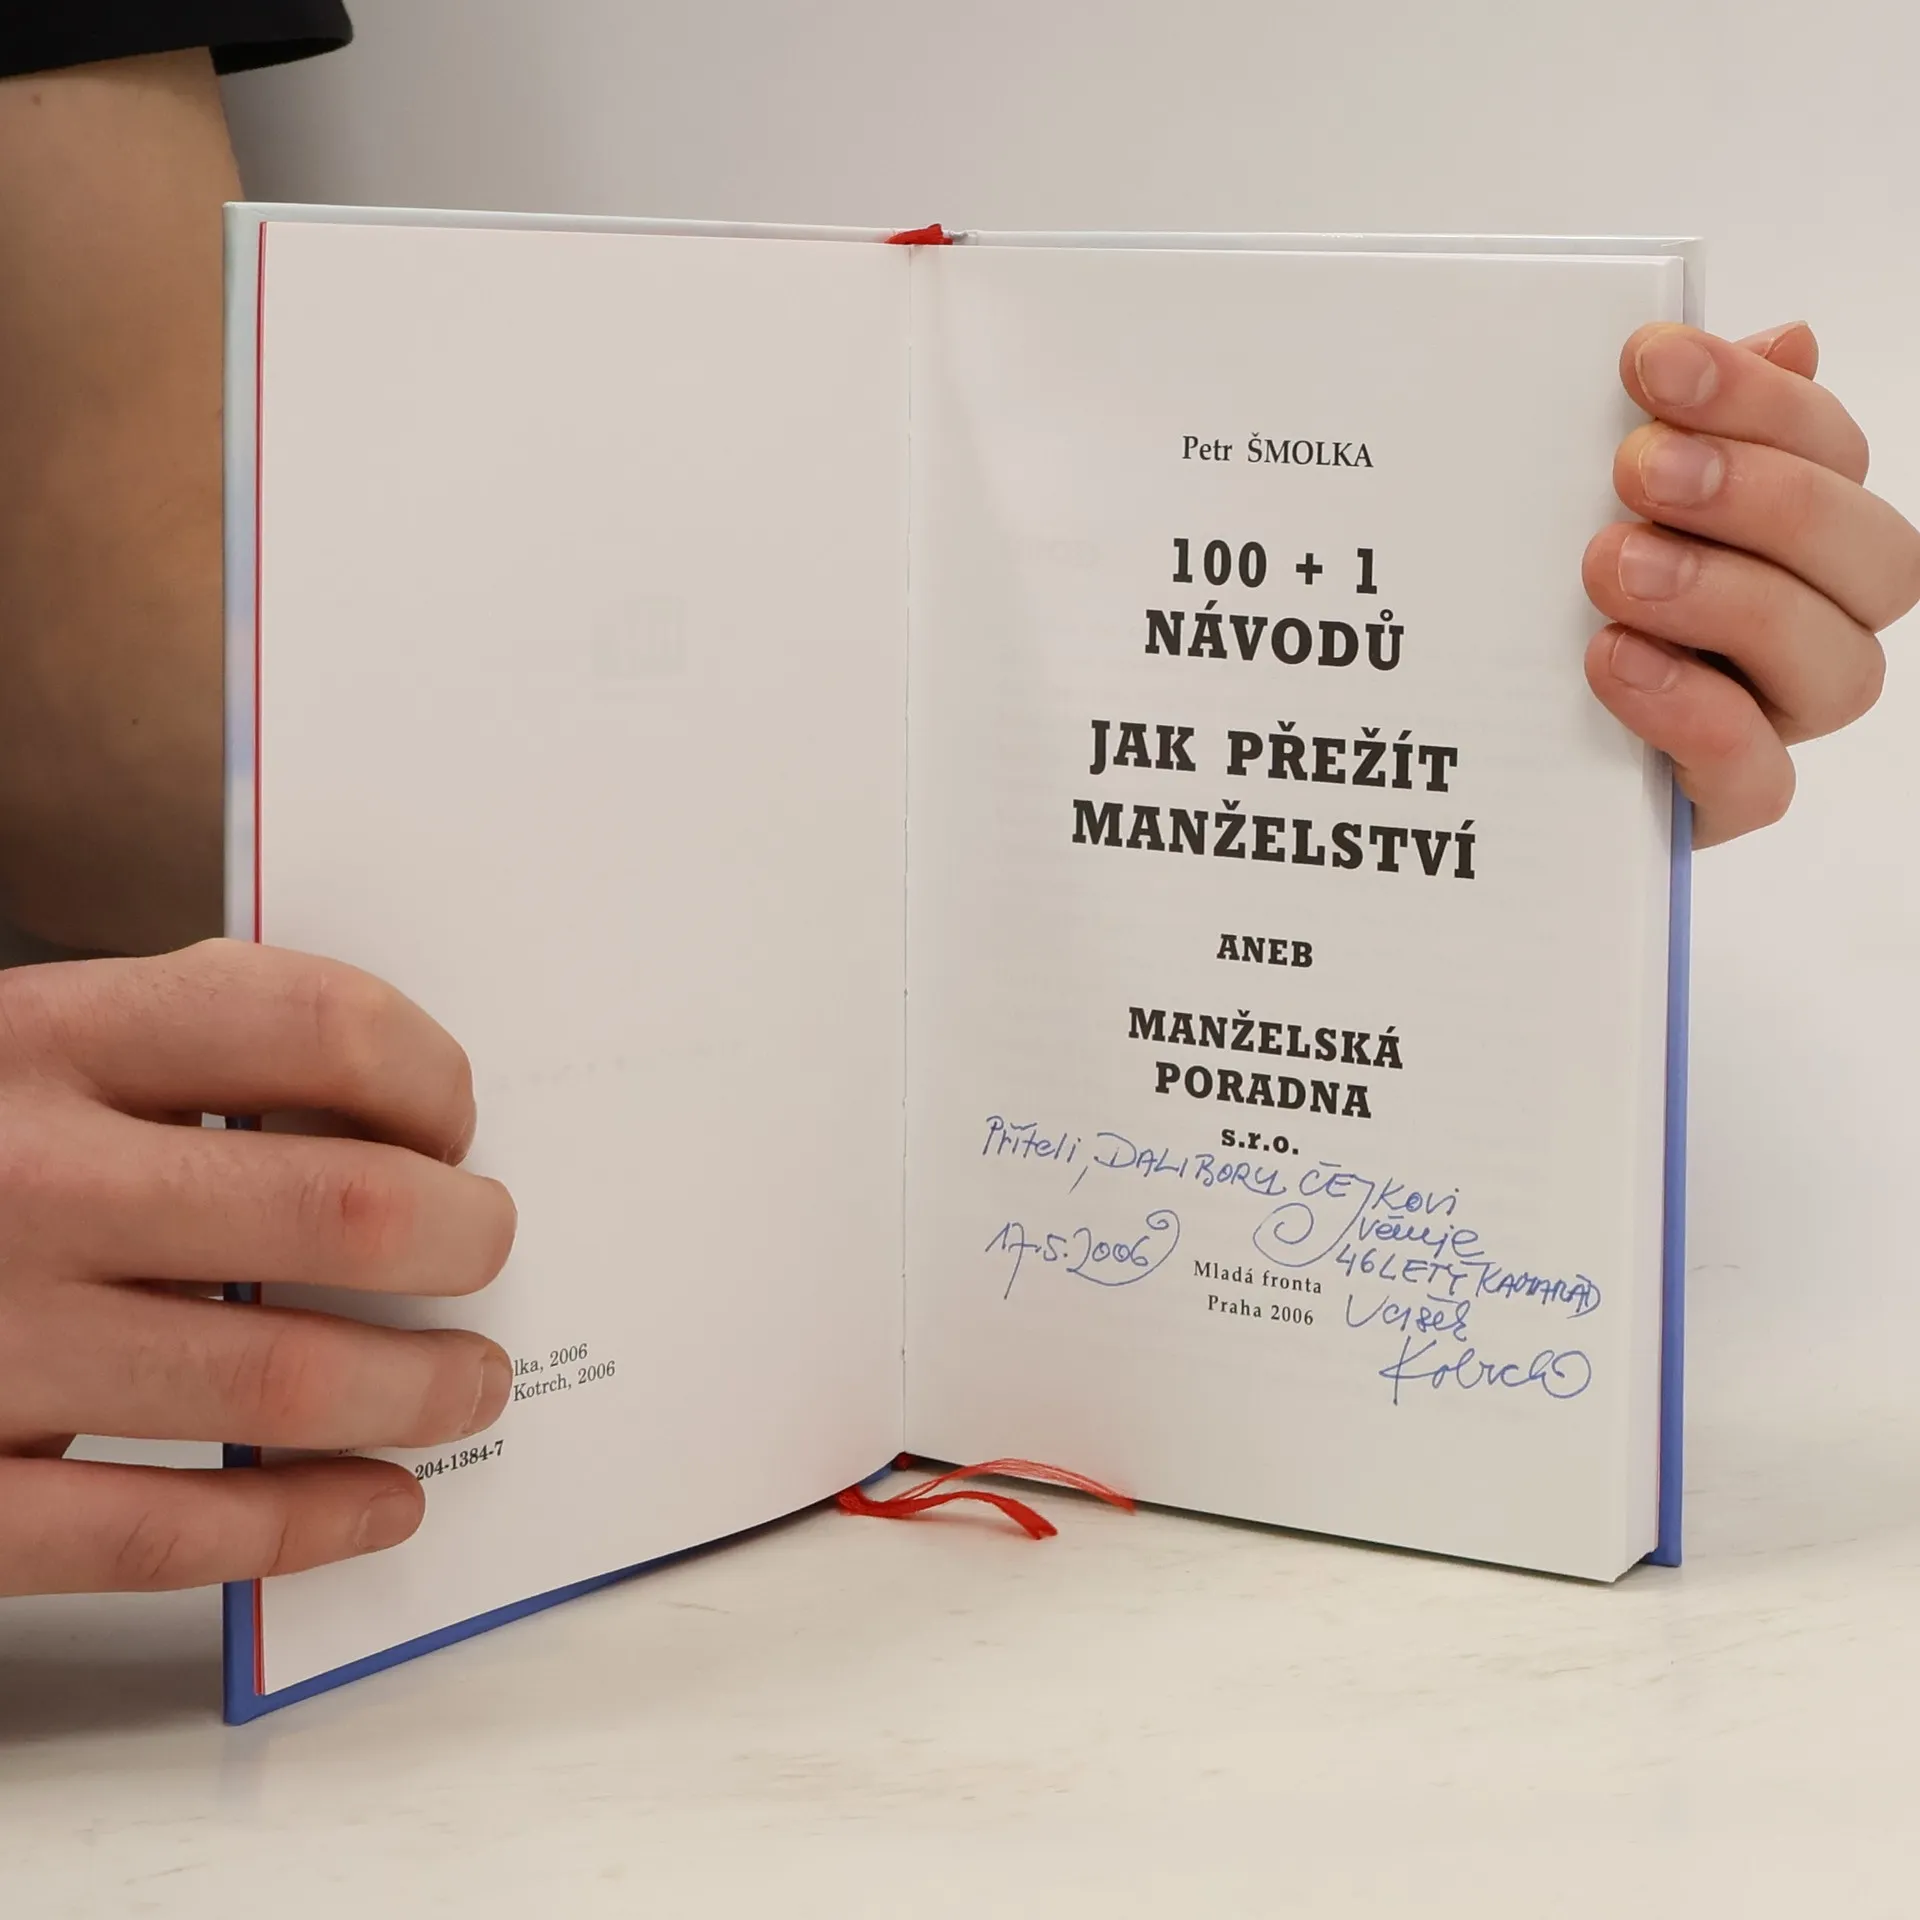 lka, 2006
Kotrch, 2006
204-1384-7
Petr ŠMOLKA
100 + 1
NÁVODŮ
JAK PŘEŽÍT
MANŽELSTVÍ
ANEB
MANŽELSKÁ
PORADNA
s.r.o.
Příteli, DALIBORU ČEJKOVI
věnuje
17.5.2006
46LETÝ KAMARÁD
Vašek
Kotrch
Mladá fronta
Praha 2006